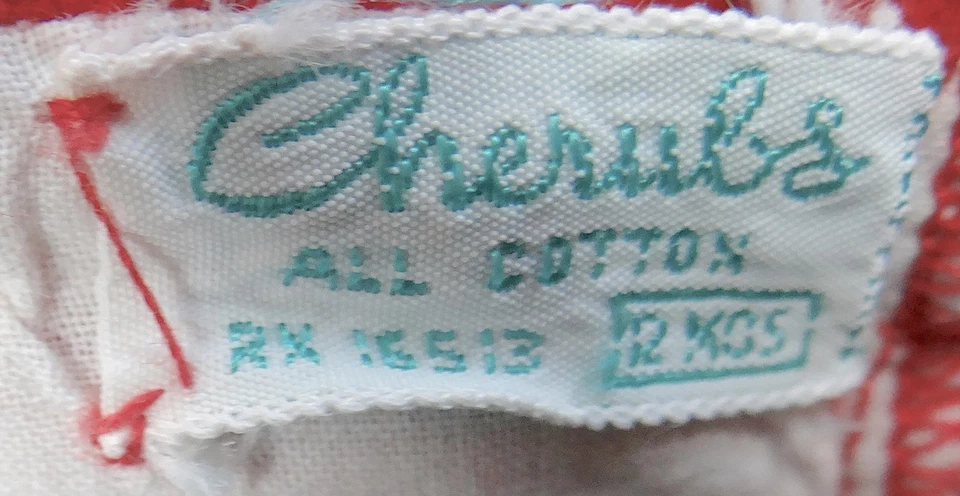 Cherubs
ALL COTTON
RN 16513 12 MOS